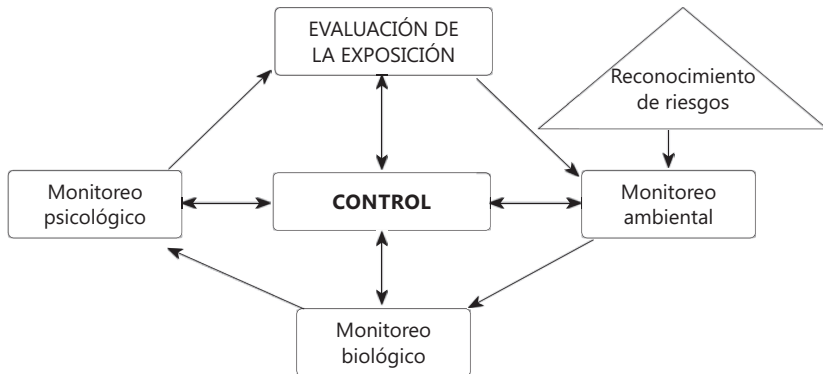 EVALUACIÓN DE
LA EXPOSICIÓN
Reconocimiento
de riesgos
Monitoreo
psicológico
CONTROL
Monitoreo
ambiental
Monitoreo
biológico